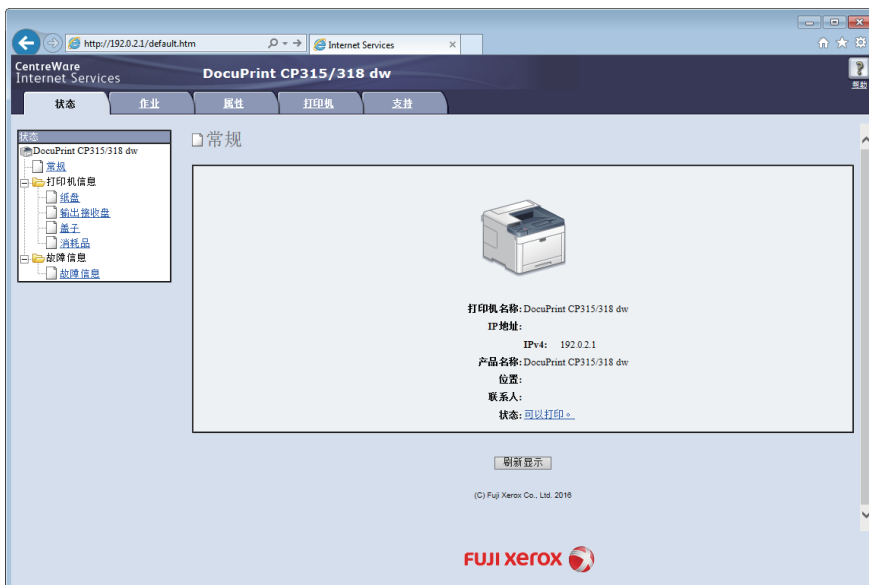 http://192.0.2.1/default.htm
Internet Services
CentreWare
Internet Services
DocuPrint CP315/318 dw
帮助
状态
作业
属性
打印机
支持
状态
DocuPrint CP315/318 dw
常规
打印机信息
纸盘
输出接收盘
盖子
消耗品
故障信息
故障信息
常规
打印机名称: DocuPrint CP315/318 dw
IP地址:
IPv4: 192.0.2.1
产品名称: DocuPrint CP315/318 dw
位置:
联系人:
状态: 可以打印。
刷新显示
(C) Fuji Xerox Co., Ltd. 2016
FUJI xerox